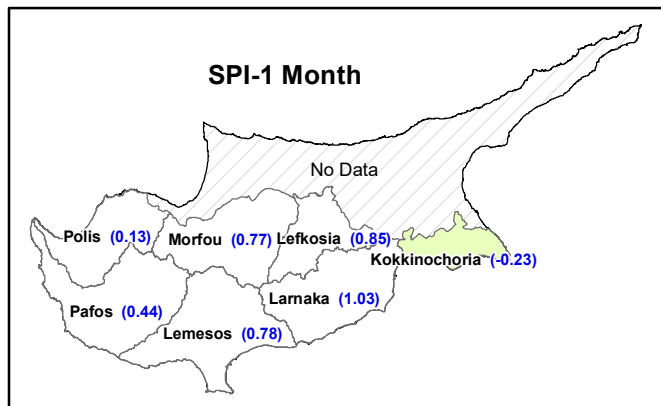 SPI-1 Month
No Data
Polis (0.13)
Morfou (0.77)
Lefkosia (0.85)
Kokkinochoria (-0.23)
Pafos (0.44)
Larnaka (1.03)
Lemesos (0.78)